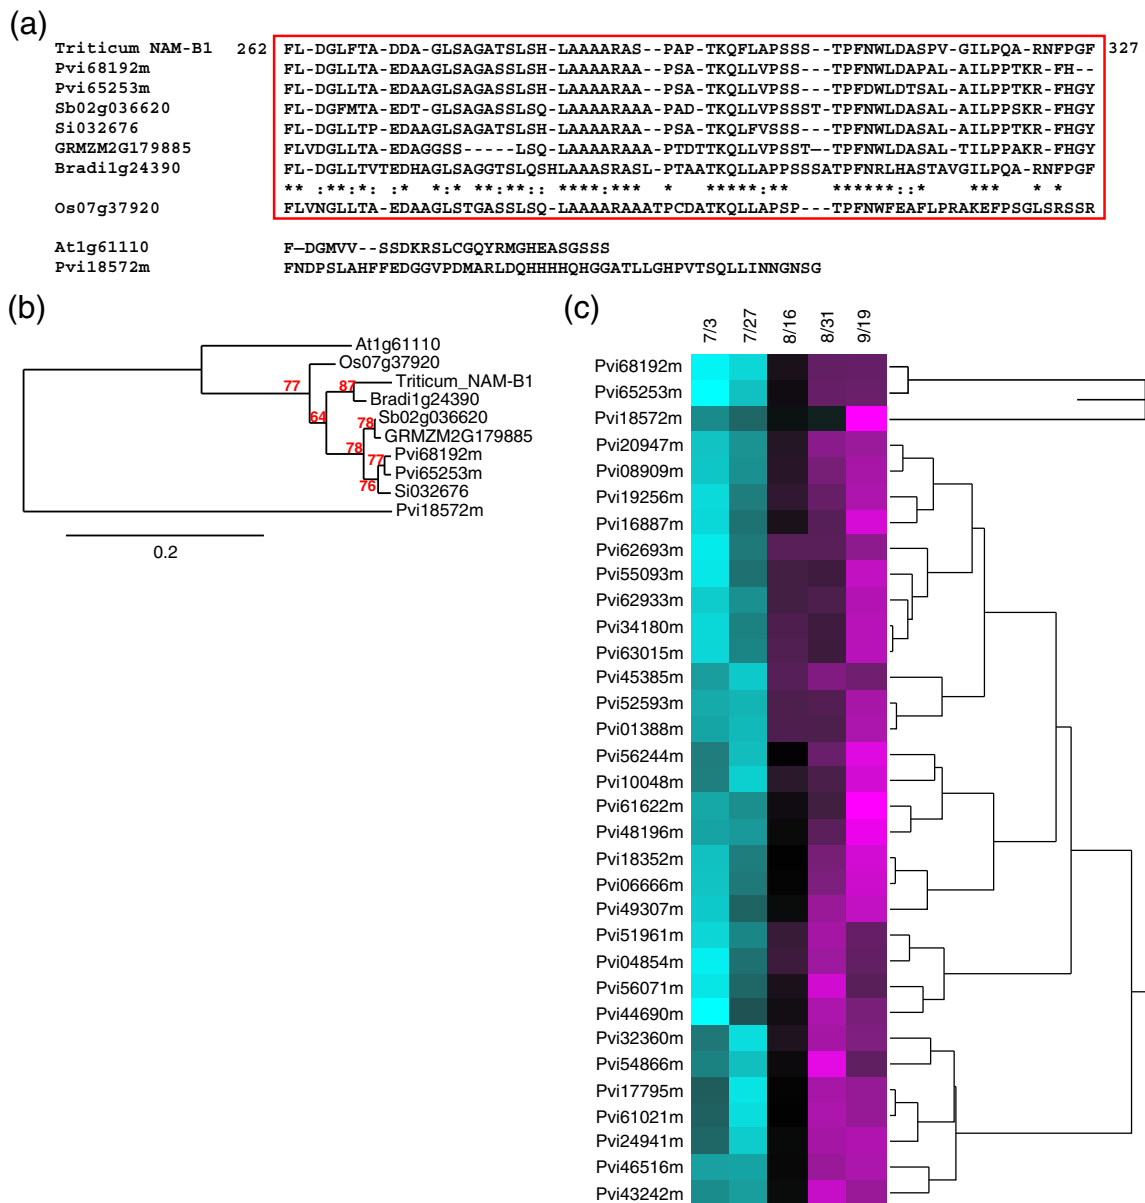 (a)
Triticum NAM-B1 262 FL-DGLFTA-DDA-GLSAGATSLSH-LAAAARAS--PAP-TKQFLAPSSS--TPFNWLDASPV-GILPQA-RNFPGF 327
Pvi68192m FL-DGLLTA-EDAAGLSAGASSLSH-LAAAARAA--PSA-TKQLLVPSS---TPFNWLDAPAL-AILPPTKR-FH--
Pvi65253m FL-DGLLTA-EDAAGLSAGASSLSH-LAAAARAA--PSA-TKQLLVPSS---TPFDWLDTSAL-AILPPTKR-FHGY
Sb02g036620 FL-DGFMTA-EDT-GLSAGASSLSQ-LAAAARAA--PAD-TKQLLVPSSST-TPFNWLDASAL-AILPPSKR-FHGY
Si032676 FL-DGLLTP-EDAAGLSAGATSLSH-LAAAARAA--PSA-TKQLFVSSS---TPFNWLDASAL-AILPPTKR-FHGY
GRMZM2G179885 FLVDGLLTA-EDAGGSS-----LSQ-LAAAARAAAPTDTTKQLLVPSST–-TPFNWLDASAL-TILPPAKR-FHGY
Bradi1g24390 FL-DGLLTVTEDHAGLSAGGTSLQSHLAAASRASL-PTAATKQLLAPSSSSATPFNRLHASTAVGILPQA-RNFPGF
** :**:*: :* *:* **:**:* ****:*** * *****:** ******::* *** * *
Os07g37920 FLVNGLLTA-EDAAGLSTGASSLSQ-LAAAARAAATPCDATKQLLAPSP---TPFNWFEAFLPRAKEFPSGLSRSSR
At1g61110 F–DGMVV--SSDKRSLCGQYRMGHEASGSSS
Pvi18572m FNDPSLAHFFEDGGVPDMARLDQHHHHQHGGATLLGHPVTSQLLINNGNSG
(b)
At1g61110
Os07g37920
77
87 Triticum_NAM-B1
Bradi1g24390
64
78 Sb02g036620
GRMZM2G179885
78
77 Pvi68192m
Pvi65253m
76 Si032676
Pvi18572m
0.2
(c)
7/3 7/27 8/16 8/31 9/19
Pvi68192m
Pvi65253m
Pvi18572m
Pvi20947m
Pvi08909m
Pvi19256m
Pvi16887m
Pvi62693m
Pvi55093m
Pvi62933m
Pvi34180m
Pvi63015m
Pvi45385m
Pvi52593m
Pvi01388m
Pvi56244m
Pvi10048m
Pvi61622m
Pvi48196m
Pvi18352m
Pvi06666m
Pvi49307m
Pvi51961m
Pvi04854m
Pvi56071m
Pvi44690m
Pvi32360m
Pvi54866m
Pvi17795m
Pvi61021m
Pvi24941m
Pvi46516m
Pvi43242m